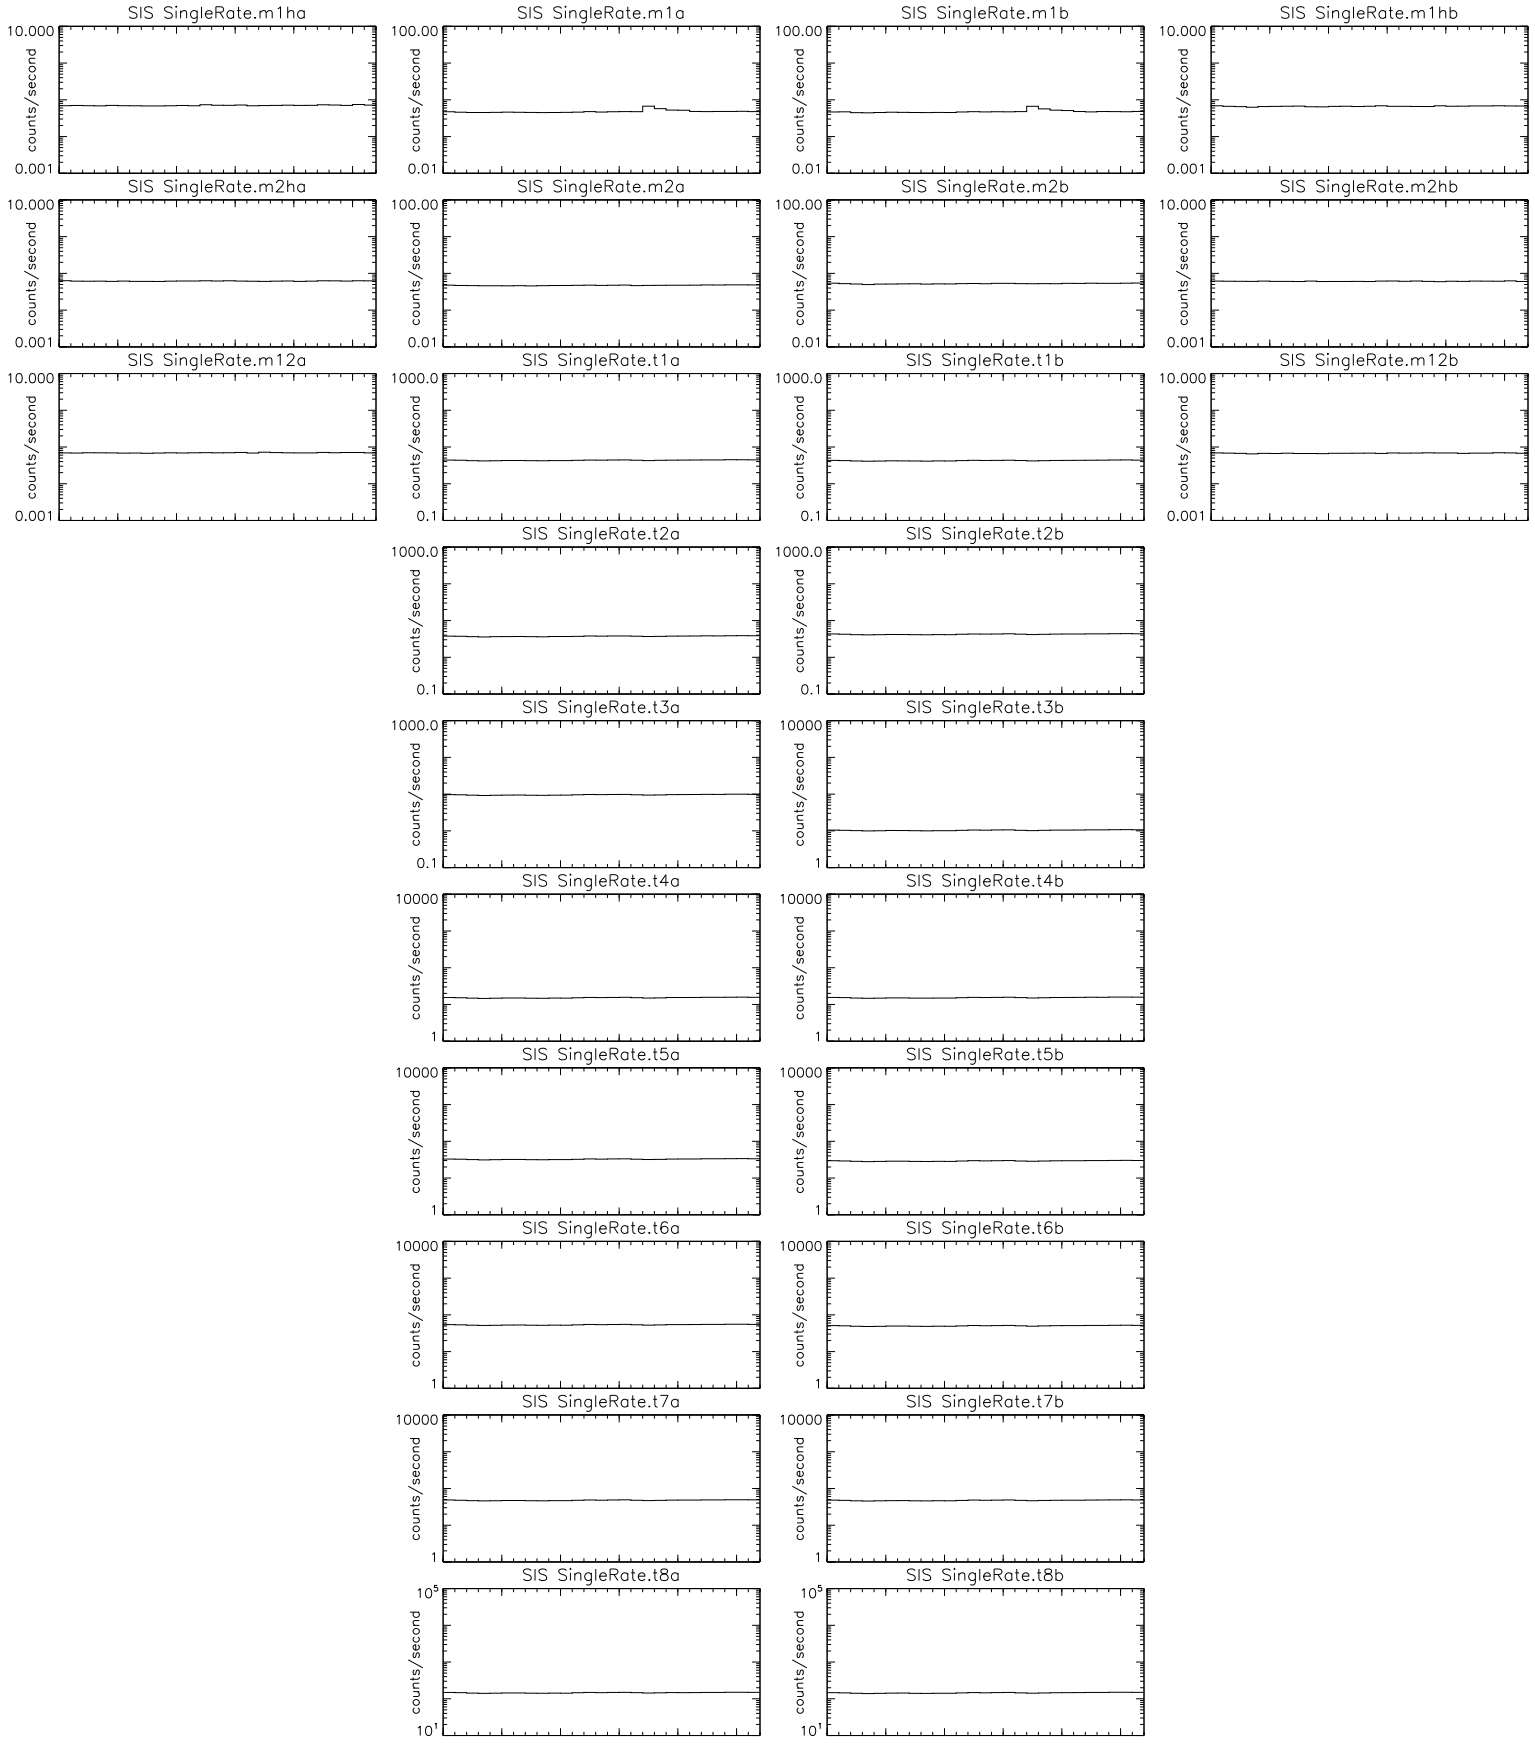 SIS SingleRate.m1ha
10.000
counts/second
0.001
SIS SingleRate.m1a
100.00
counts/second
0.01
SIS SingleRate.m1b
100.00
counts/second
0.01
SIS SingleRate.m1hb
10.000
counts/second
0.001
SIS SingleRate.m2ha
10.000
counts/second
0.001
SIS SingleRate.m2a
100.00
counts/second
0.01
SIS SingleRate.m2b
100.00
counts/second
0.01
SIS SingleRate.m2hb
10.000
counts/second
0.001
SIS SingleRate.m12a
10.000
counts/second
0.001
SIS SingleRate.t1a
1000.0
counts/second
0.1
SIS SingleRate.t1b
1000.0
counts/second
0.1
SIS SingleRate.m12b
10.000
counts/second
0.001
SIS SingleRate.t2a
1000.0
counts/second
0.1
SIS SingleRate.t2b
1000.0
counts/second
0.1
SIS SingleRate.t3a
1000.0
counts/second
0.1
SIS SingleRate.t3b
10000
counts/second
1
SIS SingleRate.t4a
10000
counts/second
1
SIS SingleRate.t4b
10000
counts/second
1
SIS SingleRate.t5a
10000
counts/second
1
SIS SingleRate.t5b
10000
counts/second
1
SIS SingleRate.t6a
10000
counts/second
1
SIS SingleRate.t6b
10000
counts/second
1
SIS SingleRate.t7a
10000
counts/second
1
SIS SingleRate.t7b
10000
counts/second
1
SIS SingleRate.t8a
10⁵
counts/second
10¹
SIS SingleRate.t8b
10⁵
counts/second
10¹